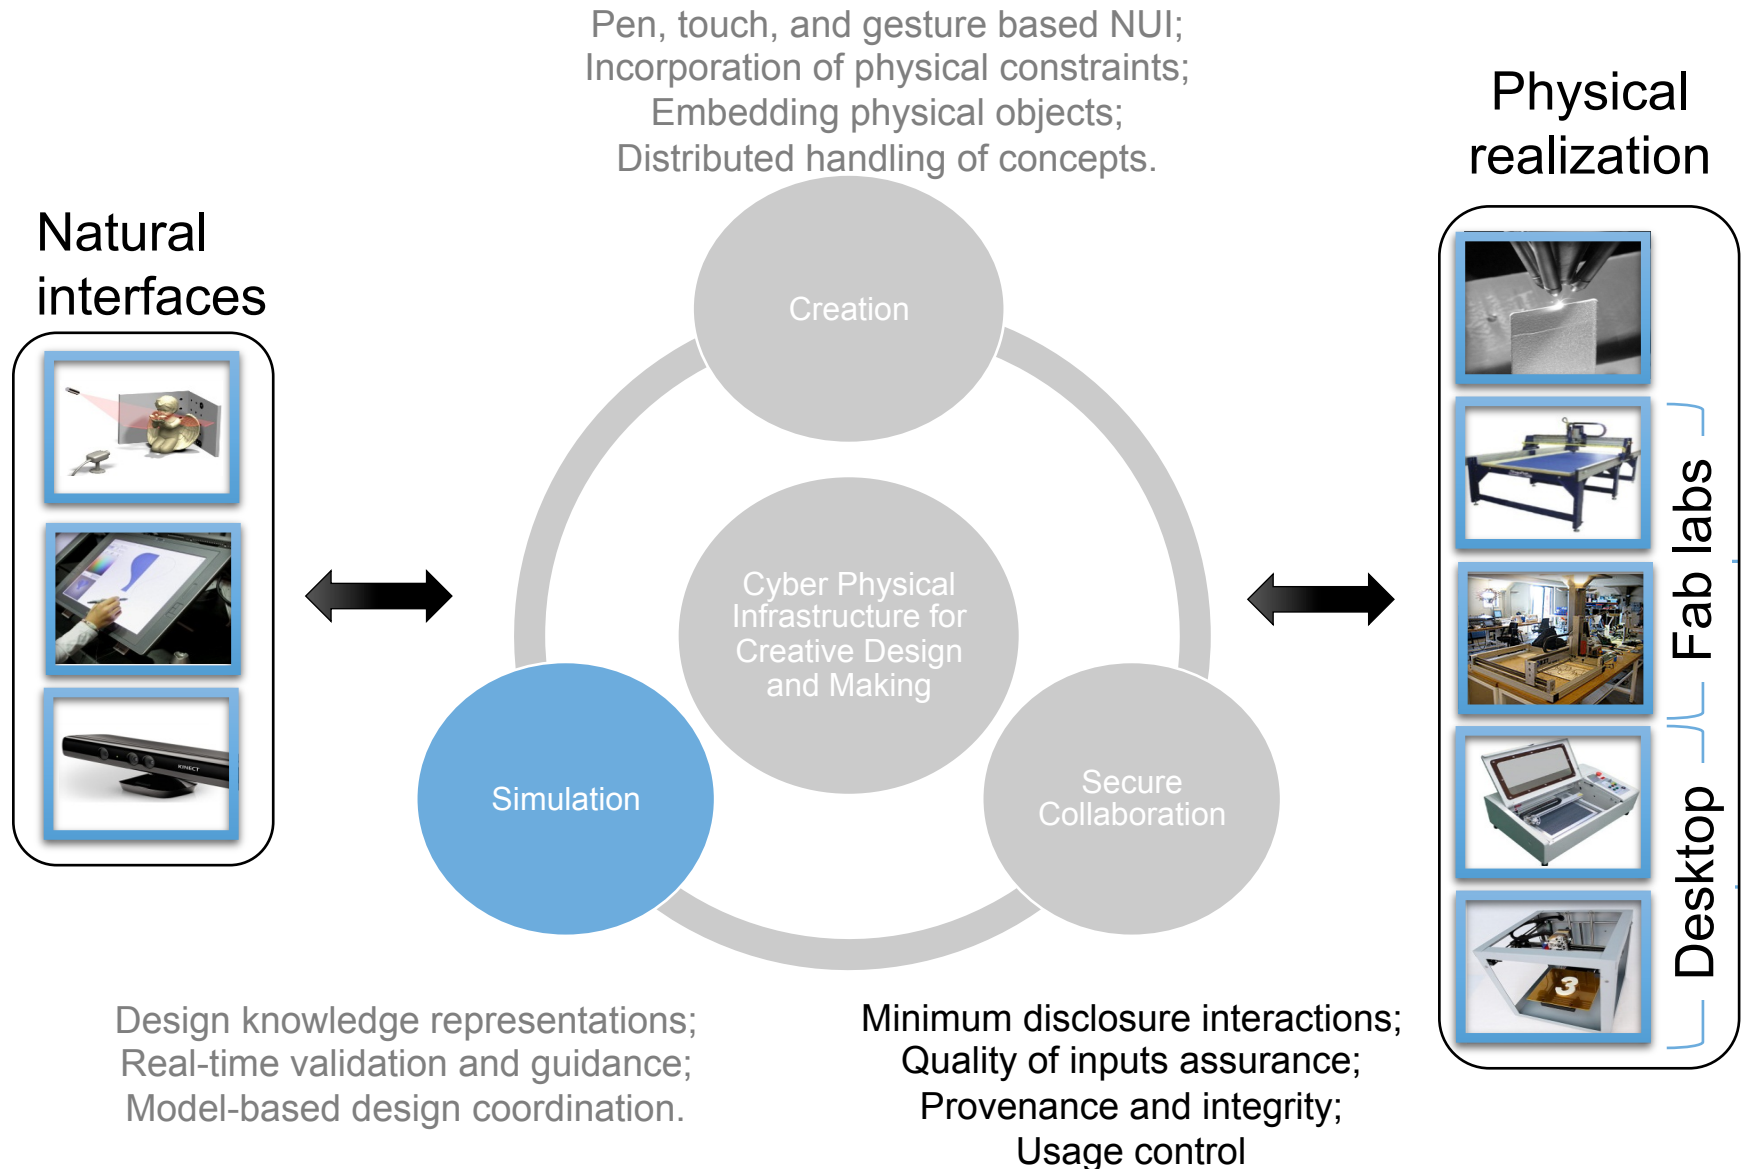 Pen, touch, and gesture based NUI;
Incorporation of physical constraints;
Embedding physical objects;
Distributed handling of concepts.
Physical
realization
Natural
interfaces
Creation
Cyber Physical
Infrastructure for
Creative Design
and Making
Simulation
Secure
Collaboration
KINECT
Fab labs
Desktop
3
Design knowledge representations;
Real-time validation and guidance;
Model-based design coordination.
Minimum disclosure interactions;
Quality of inputs assurance;
Provenance and integrity;
Usage control